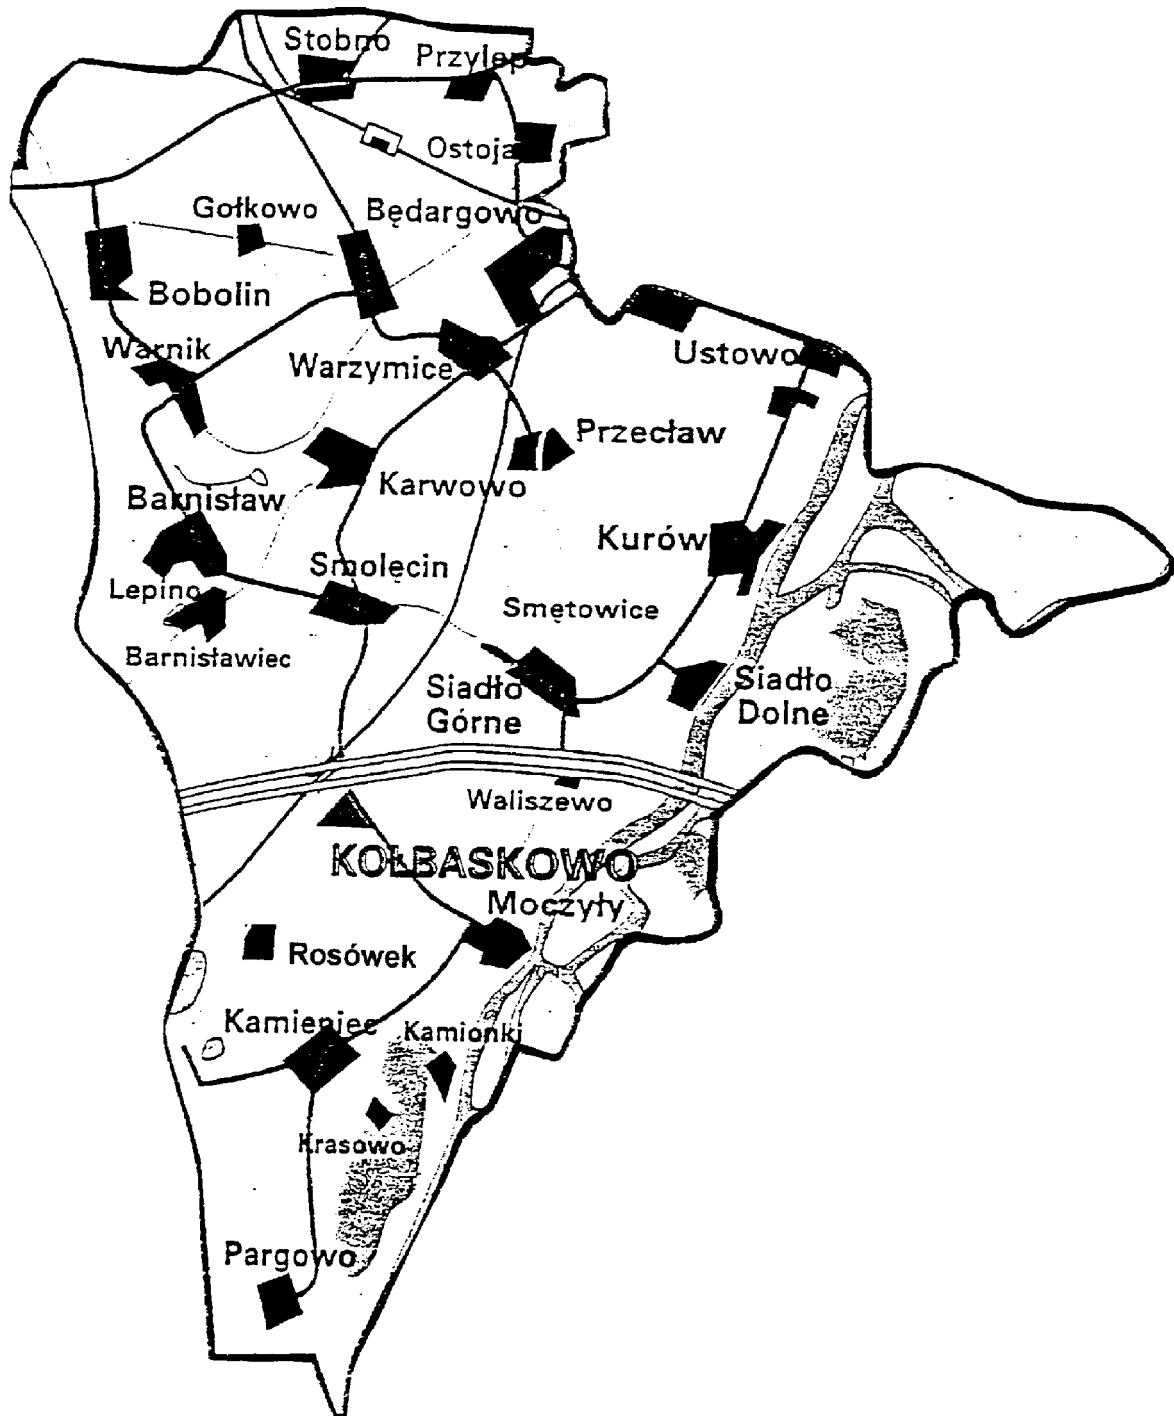 Stobno
Przylep
Ostoja
Gołkowo
Będargowo
Bobolin
Warnik
Warzymice
Ustowo
Przecław
Karwowo
Barnisław
Kurów
Smolęcin
Lepino
Smętowice
Barnisławiec
Siadło
Górne
Siadło
Dolne
Waliszewo
KOŁBASKOWO
Moczyły
Rosówek
Kamieniec
Kamionki
Krasowo
Pargowo